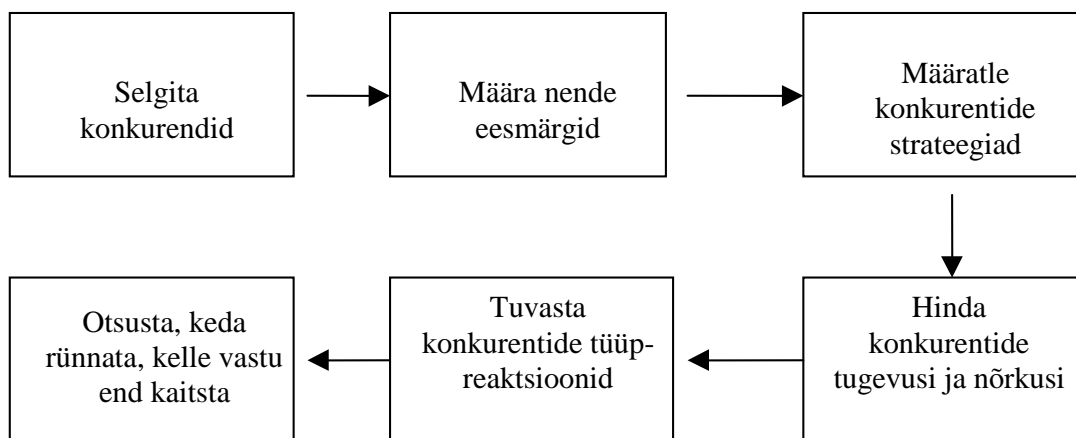 Selgita
konkurendid
Määra nende
eesmärgid
Määratle
konkurentide
strateegiad
Hinda
konkurentide
tugevusi ja nõrkusi
Tuvasta
konkurentide tüüp-
reaktsioonid
Otsusta, keda
rünnata, kelle vastu
end kaitsta